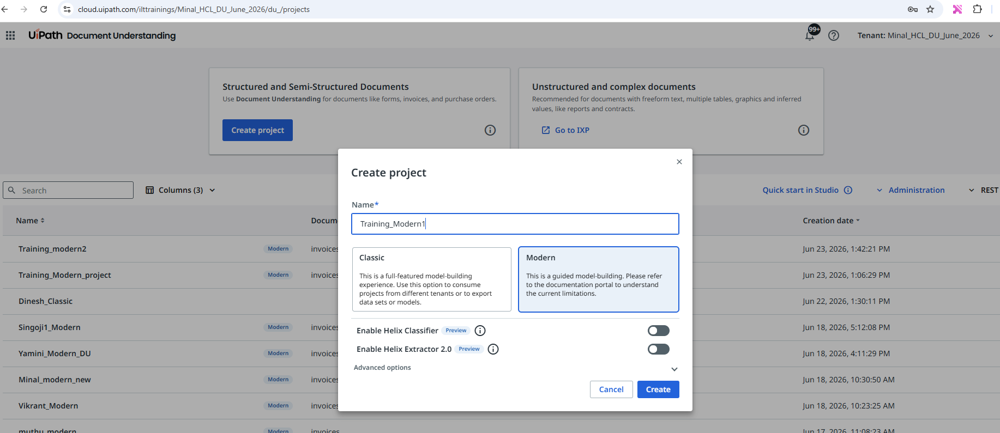 cloud.uipath.com/ilttrainings/Minal_HCL_DU_June_2026/du_/projects
UiPath Document Understanding
99+
Tenant: Minal_HCL_DU_June_2026
Structured and Semi-Structured Documents
Use Document Understanding for documents like forms, invoices, and purchase orders.
Create project
Unstructured and complex documents
Recommended for documents with freeform text, multiple tables, graphics and inferred
values, like reports and contracts.
Go to IXP
Search
Columns (3)
Quick start in Studio
Administration
REST
Name
Docum
Creation date
Training_modern2 Modern invoices Jun 23, 2026, 1:42:21 PM
Training_Modern_project Modern invoices Jun 23, 2026, 1:06:29 PM
Dinesh_Classic Jun 22, 2026, 1:30:11 PM
Singoji1_Modern Modern invoices Jun 18, 2026, 5:12:08 PM
Yamini_Modern_DU Modern invoices Jun 18, 2026, 4:11:29 PM
Minal_modern_new Modern invoices Jun 18, 2026, 10:30:50 AM
Vikrant_Modern Modern invoices Jun 18, 2026, 10:23:25 AM
muthu_modern Modern invoices Jun 17, 2026, 11:08:23 AM
Create project
Name*
Training_Modern1
Classic
This is a full-featured model-building
experience. Use this option to consume
projects from different tenants or to export
data sets or models.
Modern
This is a guided model-building. Please refer
to the documentation portal to understand
the current limitations.
Enable Helix Classifier Preview
Enable Helix Extractor 2.0 Preview
Advanced options
Cancel
Create